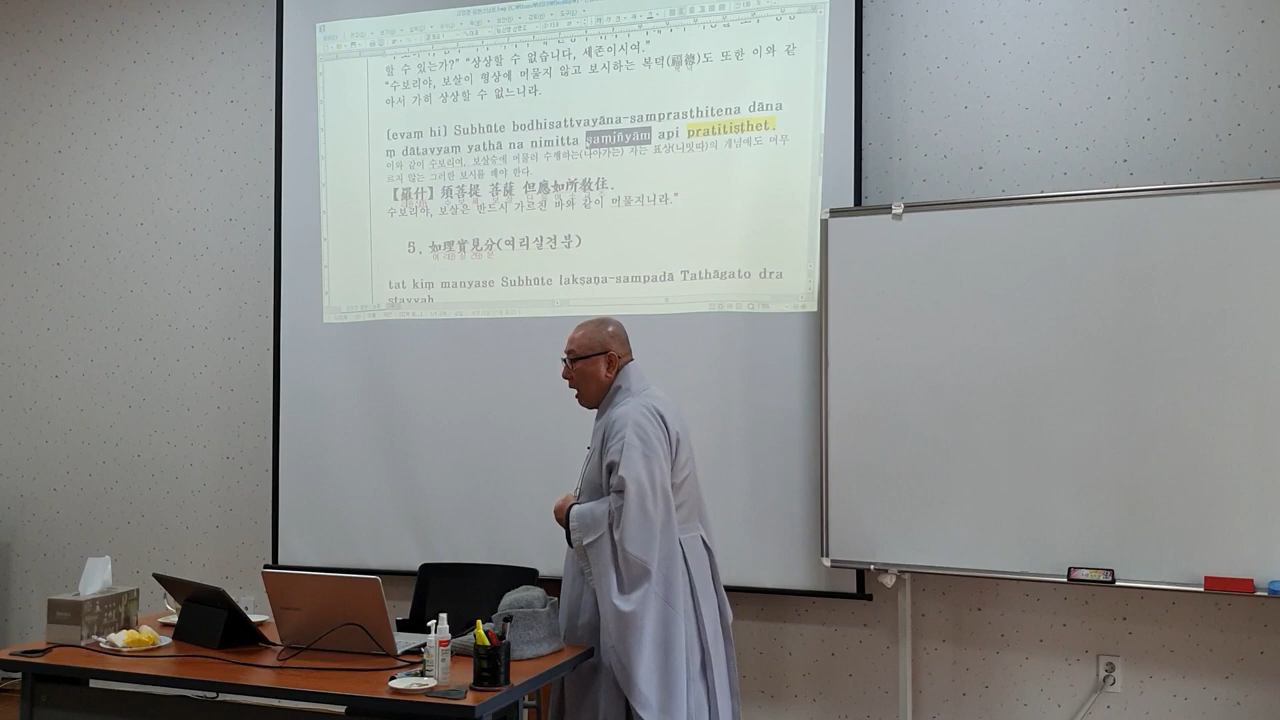 할 수 있는가?" "상상할 수 없습니다, 세존이시여."
"수보리야, 보살이 형상에 머물지 않고 보시하는 복덕(福德)도 또한 이와 같
아서 가히 상상할 수 없느니라.
(evaṃ hi) Subhūte bodhisattvayāna-saṃprasthitena dāna
ṃ dātavyaṃ yathā na nimitta saṃjñyāṃ api pratitiṣṭhet.
이와 같이 수보리여, 보살승에 머물러 수행하는(나아가는) 자는 표상(니밋따)의 개념에도 머무
르지 않는 그러한 보시를 해야 한다.
【羅什】 須菩提 菩薩 但應如所教住.
수보리야, 보살은 반드시 가르친 바와 같이 머물지니라."
5. 如理實見分(여리실견분)
여 리 실 견 분
tat kiṃ manyase Subhūte lakṣaṇa-sampadā Tathāgato dra
ṣṭavyaḥ